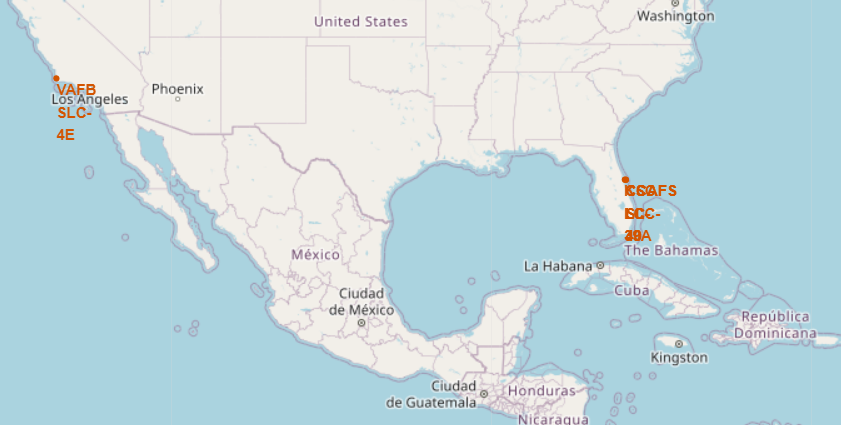 United States
Washington
VAFB
SLC-
4E
Los Angeles
Phoenix
México
Ciudad
de México
The Bahamas
La Habana
Cuba
República
Dominicana
Kingston
Ciudad
de Guatemala
Honduras
Nicaragua